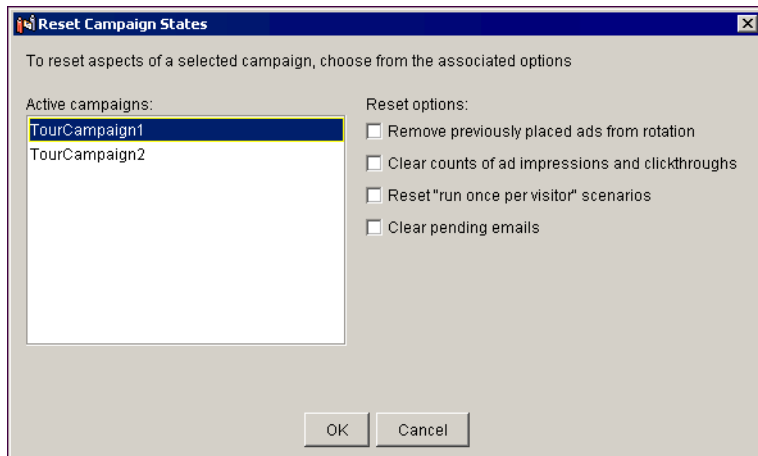 Reset Campaign States
To reset aspects of a selected campaign, choose from the associated options
Active campaigns:
TourCampaign1
TourCampaign2
Reset options:
Remove previously placed ads from rotation
Clear counts of ad impressions and clickthroughs
Reset "run once per visitor" scenarios
Clear pending emails
OK
Cancel